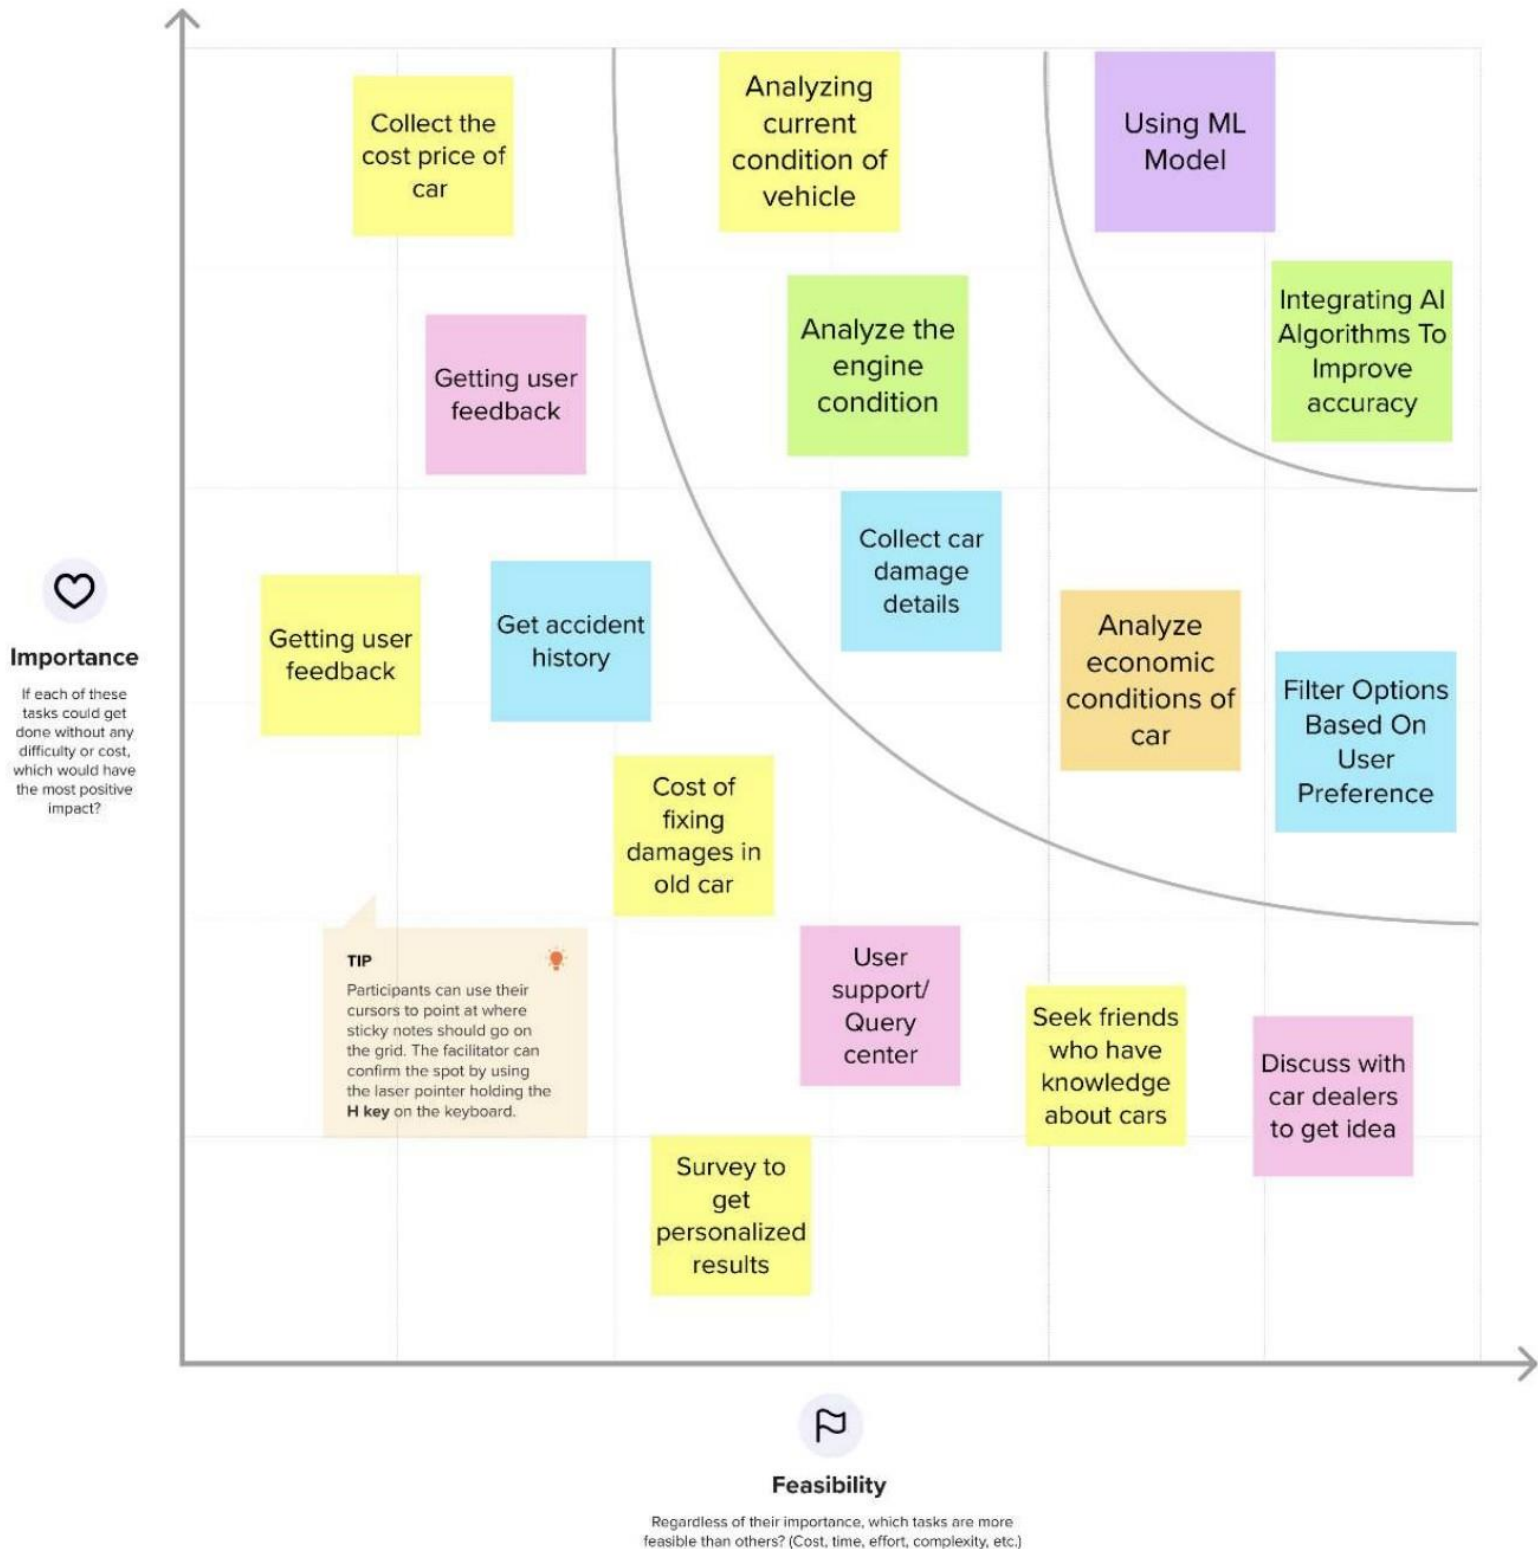 Collect the
cost price of
car
Analyzing
current
condition of
vehicle
Using ML
Model
Integrating AI
Algorithms To
Improve
accuracy
Getting user
feedback
Analyze the
engine
condition
Collect car
damage
details
Getting user
feedback
Get accident
history
Analyze
economic
conditions of
car
Filter Options
Based On
User
Preference
Importance
If each of these
tasks could get
done without any
difficulty or cost,
which would have
the most positive
impact?
Cost of
fixing
damages in
old car
TIP
Participants can use their
cursors to point at where
sticky notes should go on
the grid. The facilitator can
confirm the spot by using
the laser pointer holding the
H key on the keyboard.
User
support/
Query
center
Seek friends
who have
knowledge
about cars
Discuss with
car dealers
to get idea
Survey to
get
personalized
results
Feasibility
Regardless of their importance, which tasks are more
feasible than others? (Cost, time, effort, complexity, etc.)